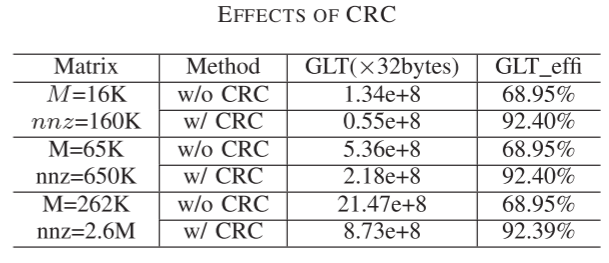 EFFECTS OF CRC
Matrix Method GLT(×32bytes) GLT_effi
M=16K w/o CRC 1.34e+8 68.95%
nnz=160K w/ CRC 0.55e+8 92.40%
M=65K w/o CRC 5.36e+8 68.95%
nnz=650K w/ CRC 2.18e+8 92.40%
M=262K w/o CRC 21.47e+8 68.95%
nnz=2.6M w/ CRC 8.73e+8 92.39%